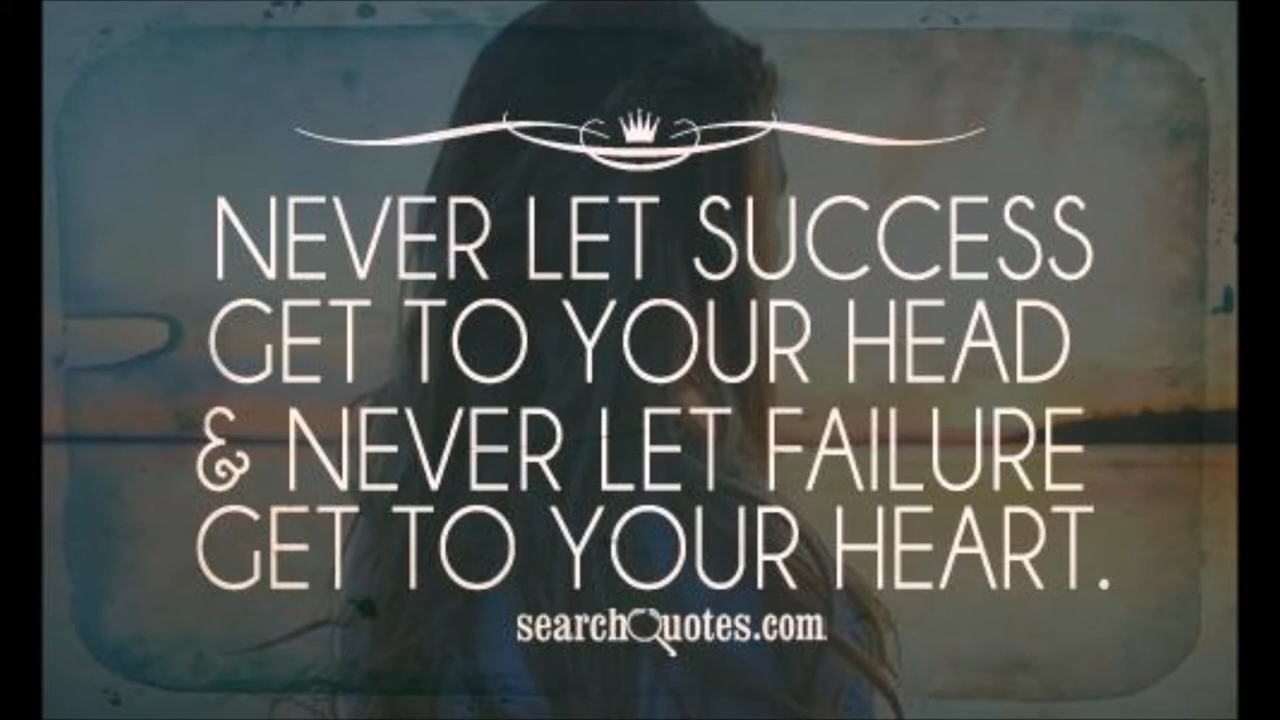 NEVER LET SUCCESS
GET TO YOUR HEAD
& NEVER LET FAILURE
GET TO YOUR HEART.
searchQuotes.com